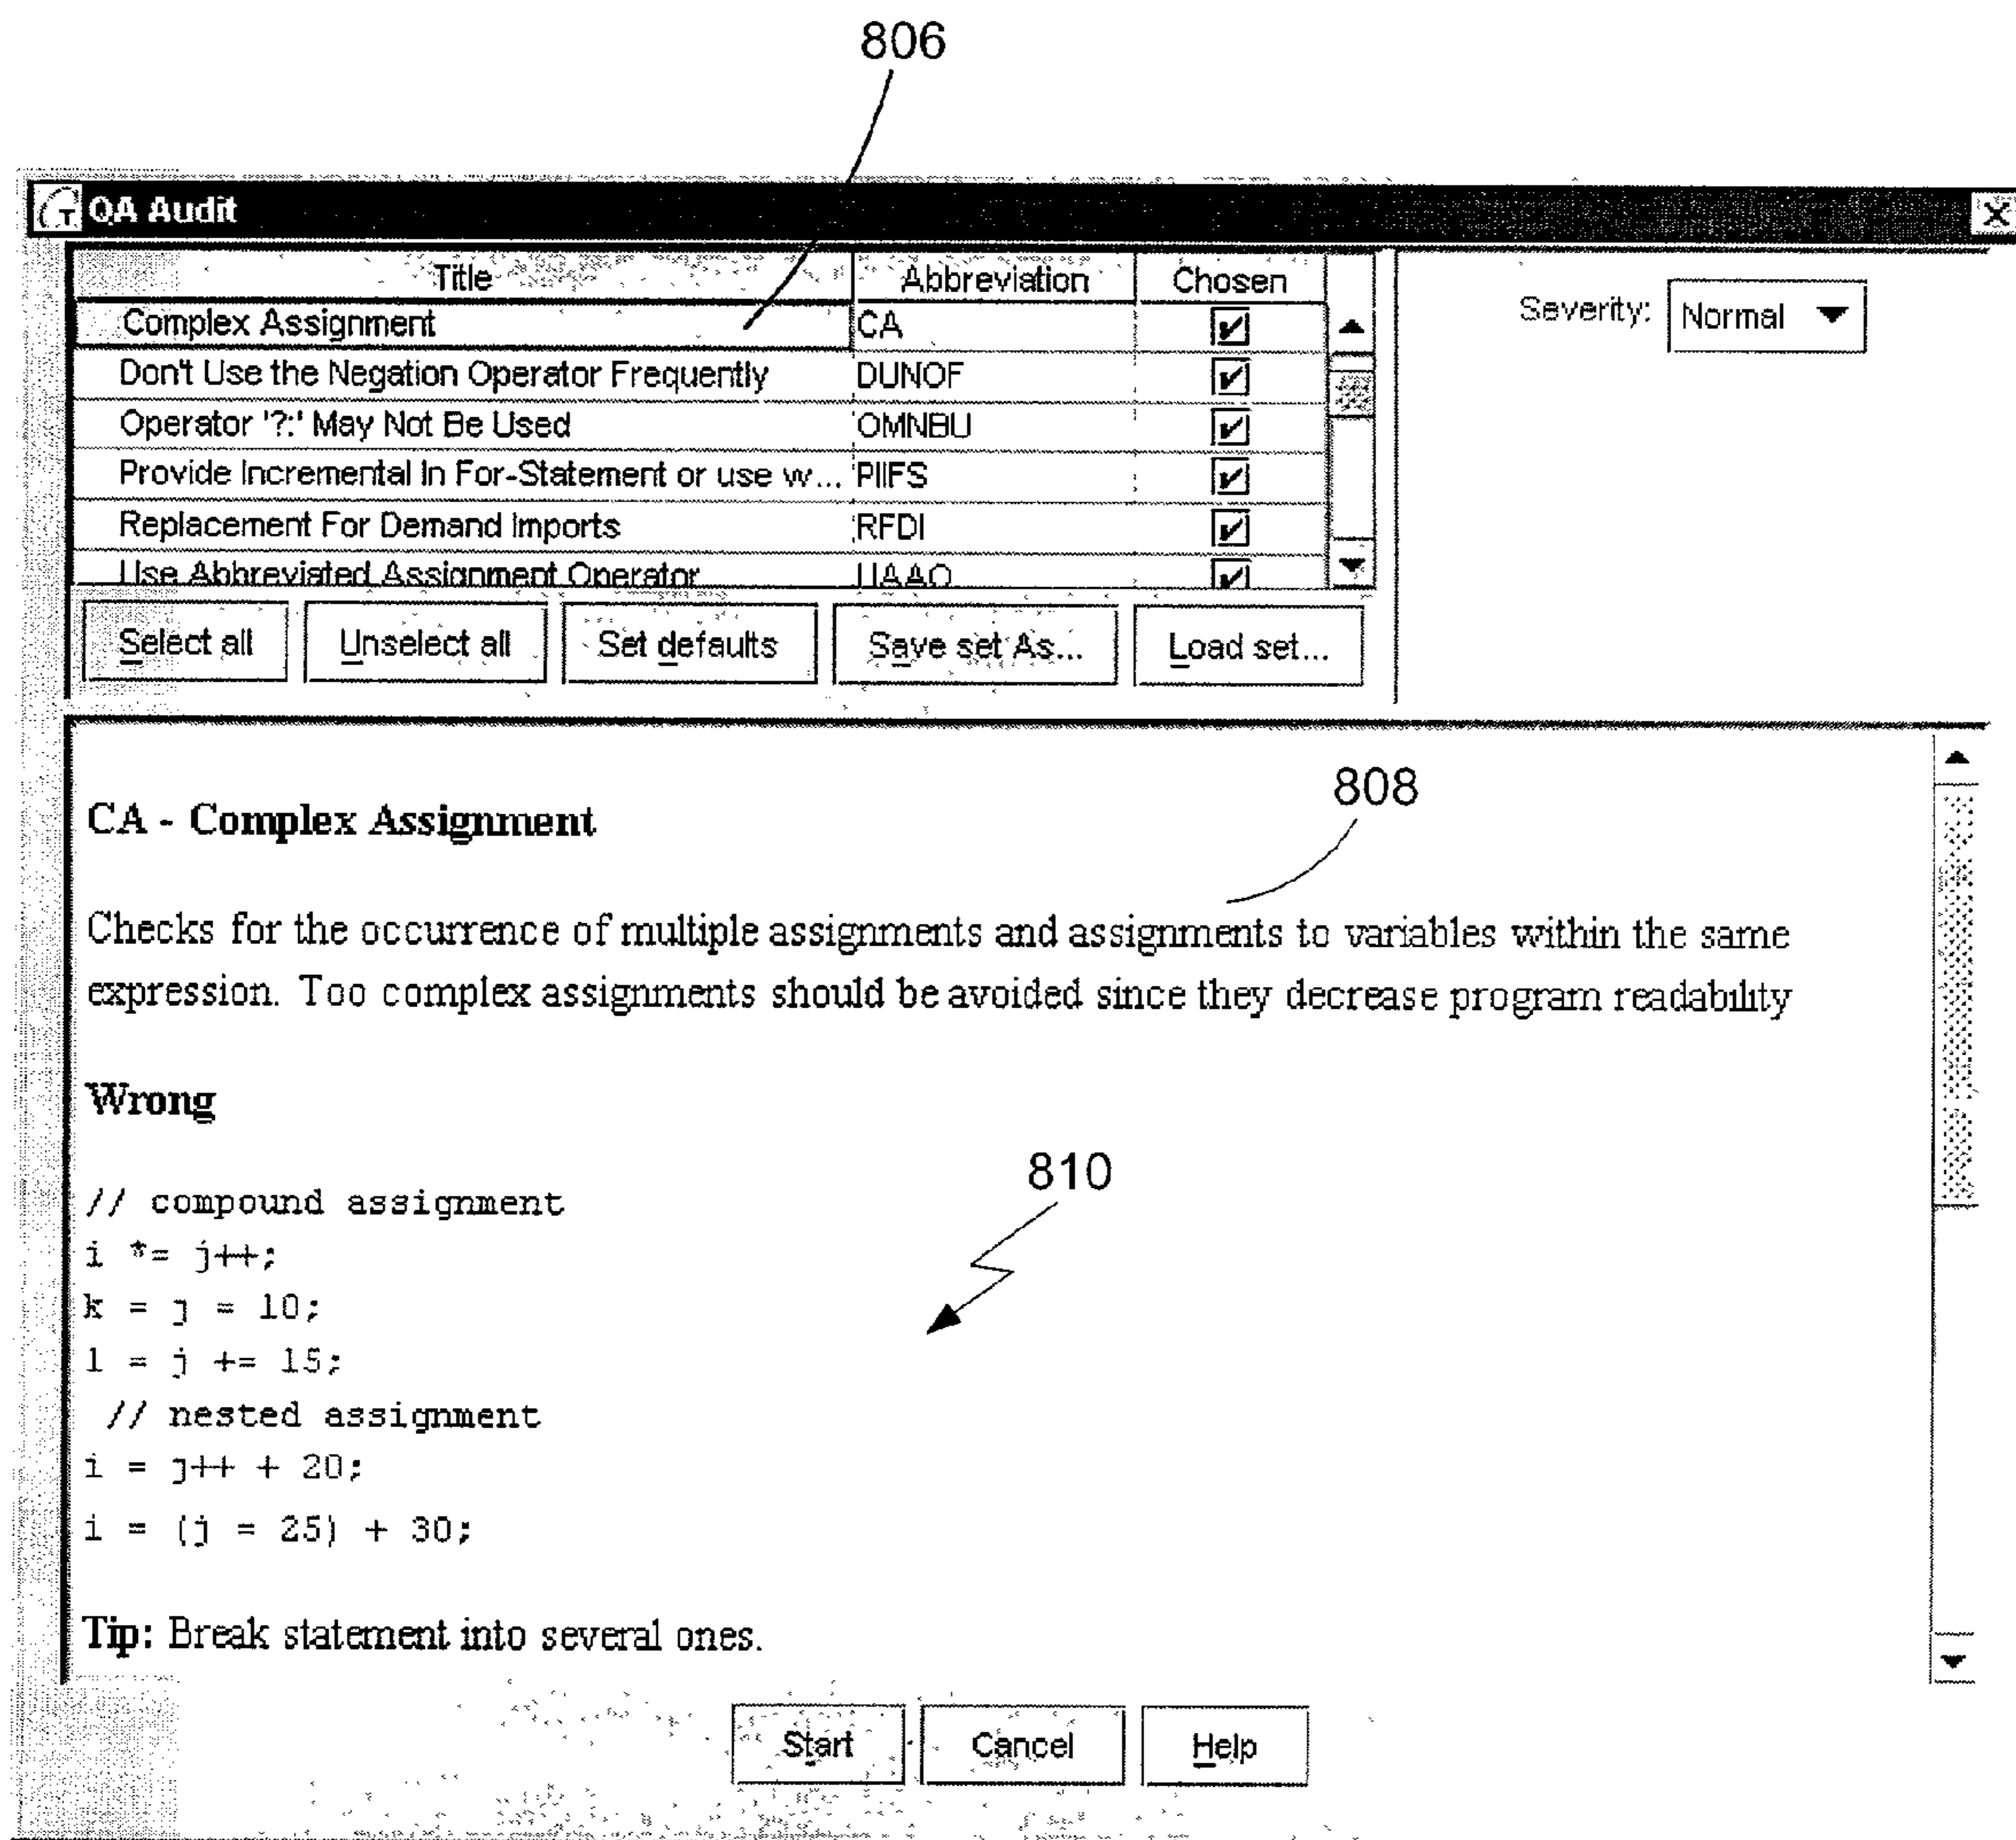 806
QA Audit
Title Abbreviation Chosen
Complex Assignment CA
Don't Use the Negation Operator Frequently DUNOF
Operator '?:' May Not Be Used OMNBU
Provide Incremental In For-Statement or use w... PIIFS
Replacement For Demand Imports RFDI
Use Abbreviated Assignment Operator UAAO
Severity: Normal
Select all Unselect all Set defaults Save set As... Load set...
808
CA - Complex Assignment
Checks for the occurrence of multiple assignments and assignments to variables within the same
expression. Too complex assignments should be avoided since they decrease program readability
Wrong
810
// compound assignment
i *= j++;
k = j = 10;
l = j += 15;
// nested assignment
i = j++ + 20;
i = (j = 25) + 30;
Tip: Break statement into several ones.
Start Cancel Help